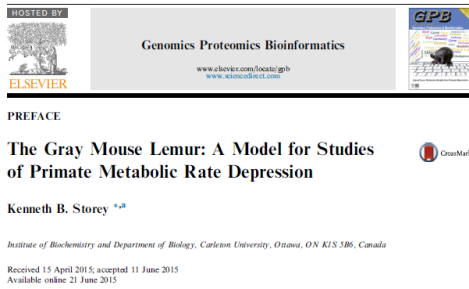 HOSTED BY
ELSEVIER
Genomics Proteomics Bioinformatics
www.elsevier.com/locate/gpb
www.sciencedirect.com
GPB
PREFACE
The Gray Mouse Lemur: A Model for Studies
of Primate Metabolic Rate Depression
CrossMark
Kenneth B. Storey *,a
Institute of Biochemistry and Department of Biology, Carleton University, Ottawa, ON K1S 5B6, Canada
Received 15 April 2015; accepted 11 June 2015
Available online 21 June 2015